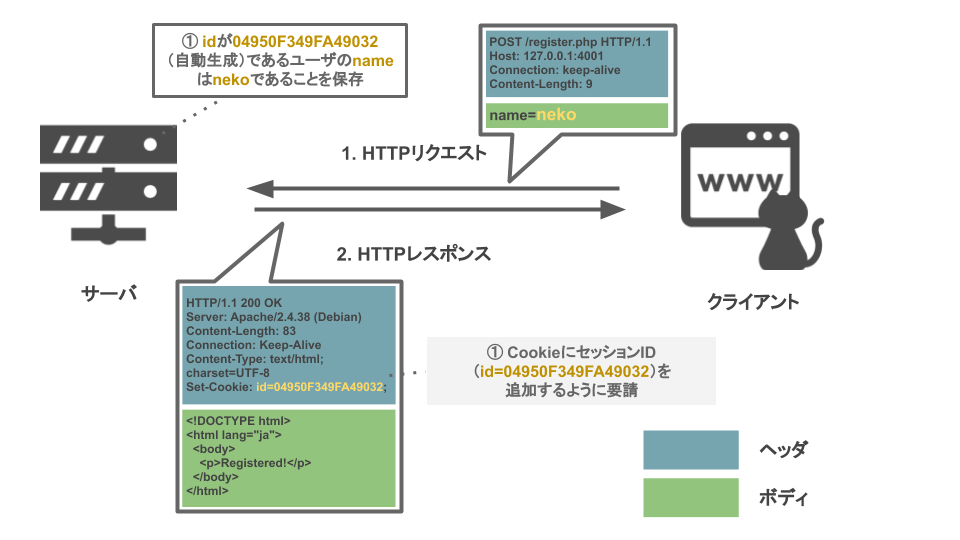 ① idが04950F349FA49032
（自動生成）であるユーザのname
はnekoであることを保存
POST /register.php HTTP/1.1
Host: 127.0.0.1:4001
Connection: keep-alive
Content-Length: 9
name=neko
1. HTTPリクエスト
WWW
2. HTTPレスポンス
サーバ
クライアント
HTTP/1.1 200 OK
Server: Apache/2.4.38 (Debian)
Content-Length: 83
Connection: Keep-Alive
Content-Type: text/html;
charset=UTF-8
Set-Cookie: id=04950F349FA49032;
<!DOCTYPE html>
<html lang="ja">
<body>
<p>Registered!</p>
</body>
</html>
① CookieにセッションID
（id=04950F349FA49032）を
追加するように要請
ヘッダ
ボディ